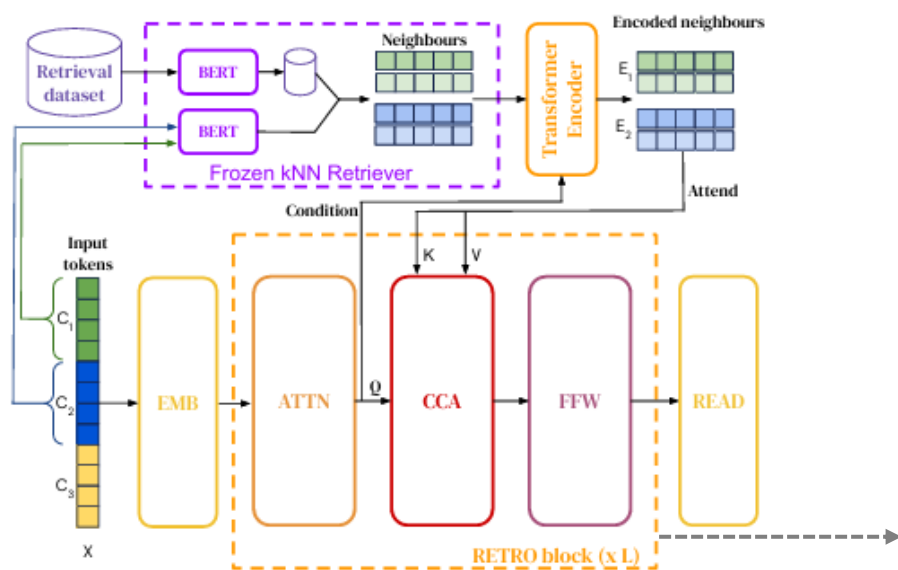 Encoded neighbours
Neighbours
Retrieval
dataset
BERT
BERT
Transformer
Encoder
E1
E2
Frozen kNN Retriever
Condition
Attend
Input
tokens
K
V
C1
C2
C3
Q
EMB
ATTN
CCA
FFW
READ
X
RETRO block (x L)